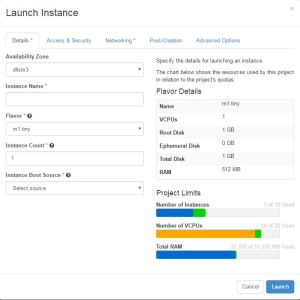 Launch Instance
×
Details * Access & Security Networking * Post-Creation Advanced Options
Availability Zone
Instance Name *
Flavor *
m1.tiny
Instance Count *
1
Instance Boot Source *
Select source
Specify the details for launching an instance.
The chart below shows the resources used by this project
in relation to the project's quotas.
Flavor Details
Name m1.tiny
VCPUs 1
Root Disk 1 GB
Ephemeral Disk 0 GB
Total Disk 1 GB
RAM 512 MB
Project Limits
Number of Instances 3 of 10 Used
Number of VCPUs 16 of 20 Used
Total RAM 32,768 of 51,200 MB Used
Cancel Launch